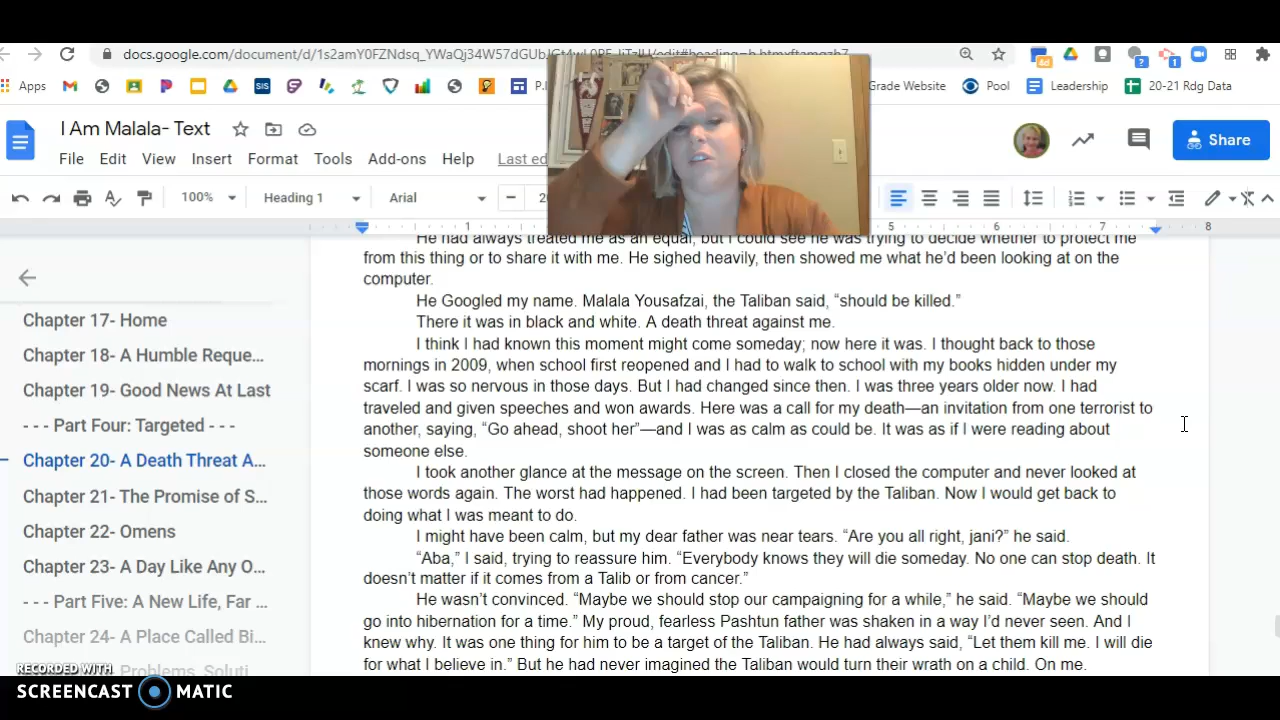 docs.google.com/document/d/
Apps
Grade Website
Pool
Leadership
20-21 Rdg Data
I Am Malala- Text
Share
File Edit View Insert Format Tools Add-ons Help Last ed
100% Heading 1 Arial
1 5 6 7 8
Chapter 17- Home
Chapter 18- A Humble Reque...
Chapter 19- Good News At Last
- - - Part Four: Targeted - - -
Chapter 20- A Death Threat A...
Chapter 21- The Promise of S...
Chapter 22- Omens
Chapter 23- A Day Like Any O...
- - - Part Five: A New Life, Far ...
Chapter 24- A Place Called Bi...
Problems, Soluti
He had always treated me as an equal, but I could see he was trying to decide whether to protect me
from this thing or to share it with me. He sighed heavily, then showed me what he’d been looking at on the
computer.
He Googled my name. Malala Yousafzai, the Taliban said, “should be killed.”
There it was in black and white. A death threat against me.
I think I had known this moment might come someday; now here it was. I thought back to those
mornings in 2009, when school first reopened and I had to walk to school with my books hidden under my
scarf. I was so nervous in those days. But I had changed since then. I was three years older now. I had
traveled and given speeches and won awards. Here was a call for my death—an invitation from one terrorist to
another, saying, “Go ahead, shoot her”—and I was as calm as could be. It was as if I were reading about
someone else.
I took another glance at the message on the screen. Then I closed the computer and never looked at
those words again. The worst had happened. I had been targeted by the Taliban. Now I would get back to
doing what I was meant to do.
I might have been calm, but my dear father was near tears. “Are you all right, jani?” he said.
“Aba,” I said, trying to reassure him. “Everybody knows they will die someday. No one can stop death. It
doesn’t matter if it comes from a Talib or from cancer.”
He wasn’t convinced. “Maybe we should stop our campaigning for a while,” he said. “Maybe we should
go into hibernation for a time.” My proud, fearless Pashtun father was shaken in a way I’d never seen. And I
knew why. It was one thing for him to be a target of the Taliban. He had always said, “Let them kill me. I will die
for what I believe in.” But he had never imagined the Taliban would turn their wrath on a child. On me.
RECORDED WITH
SCREENCAST MATIC